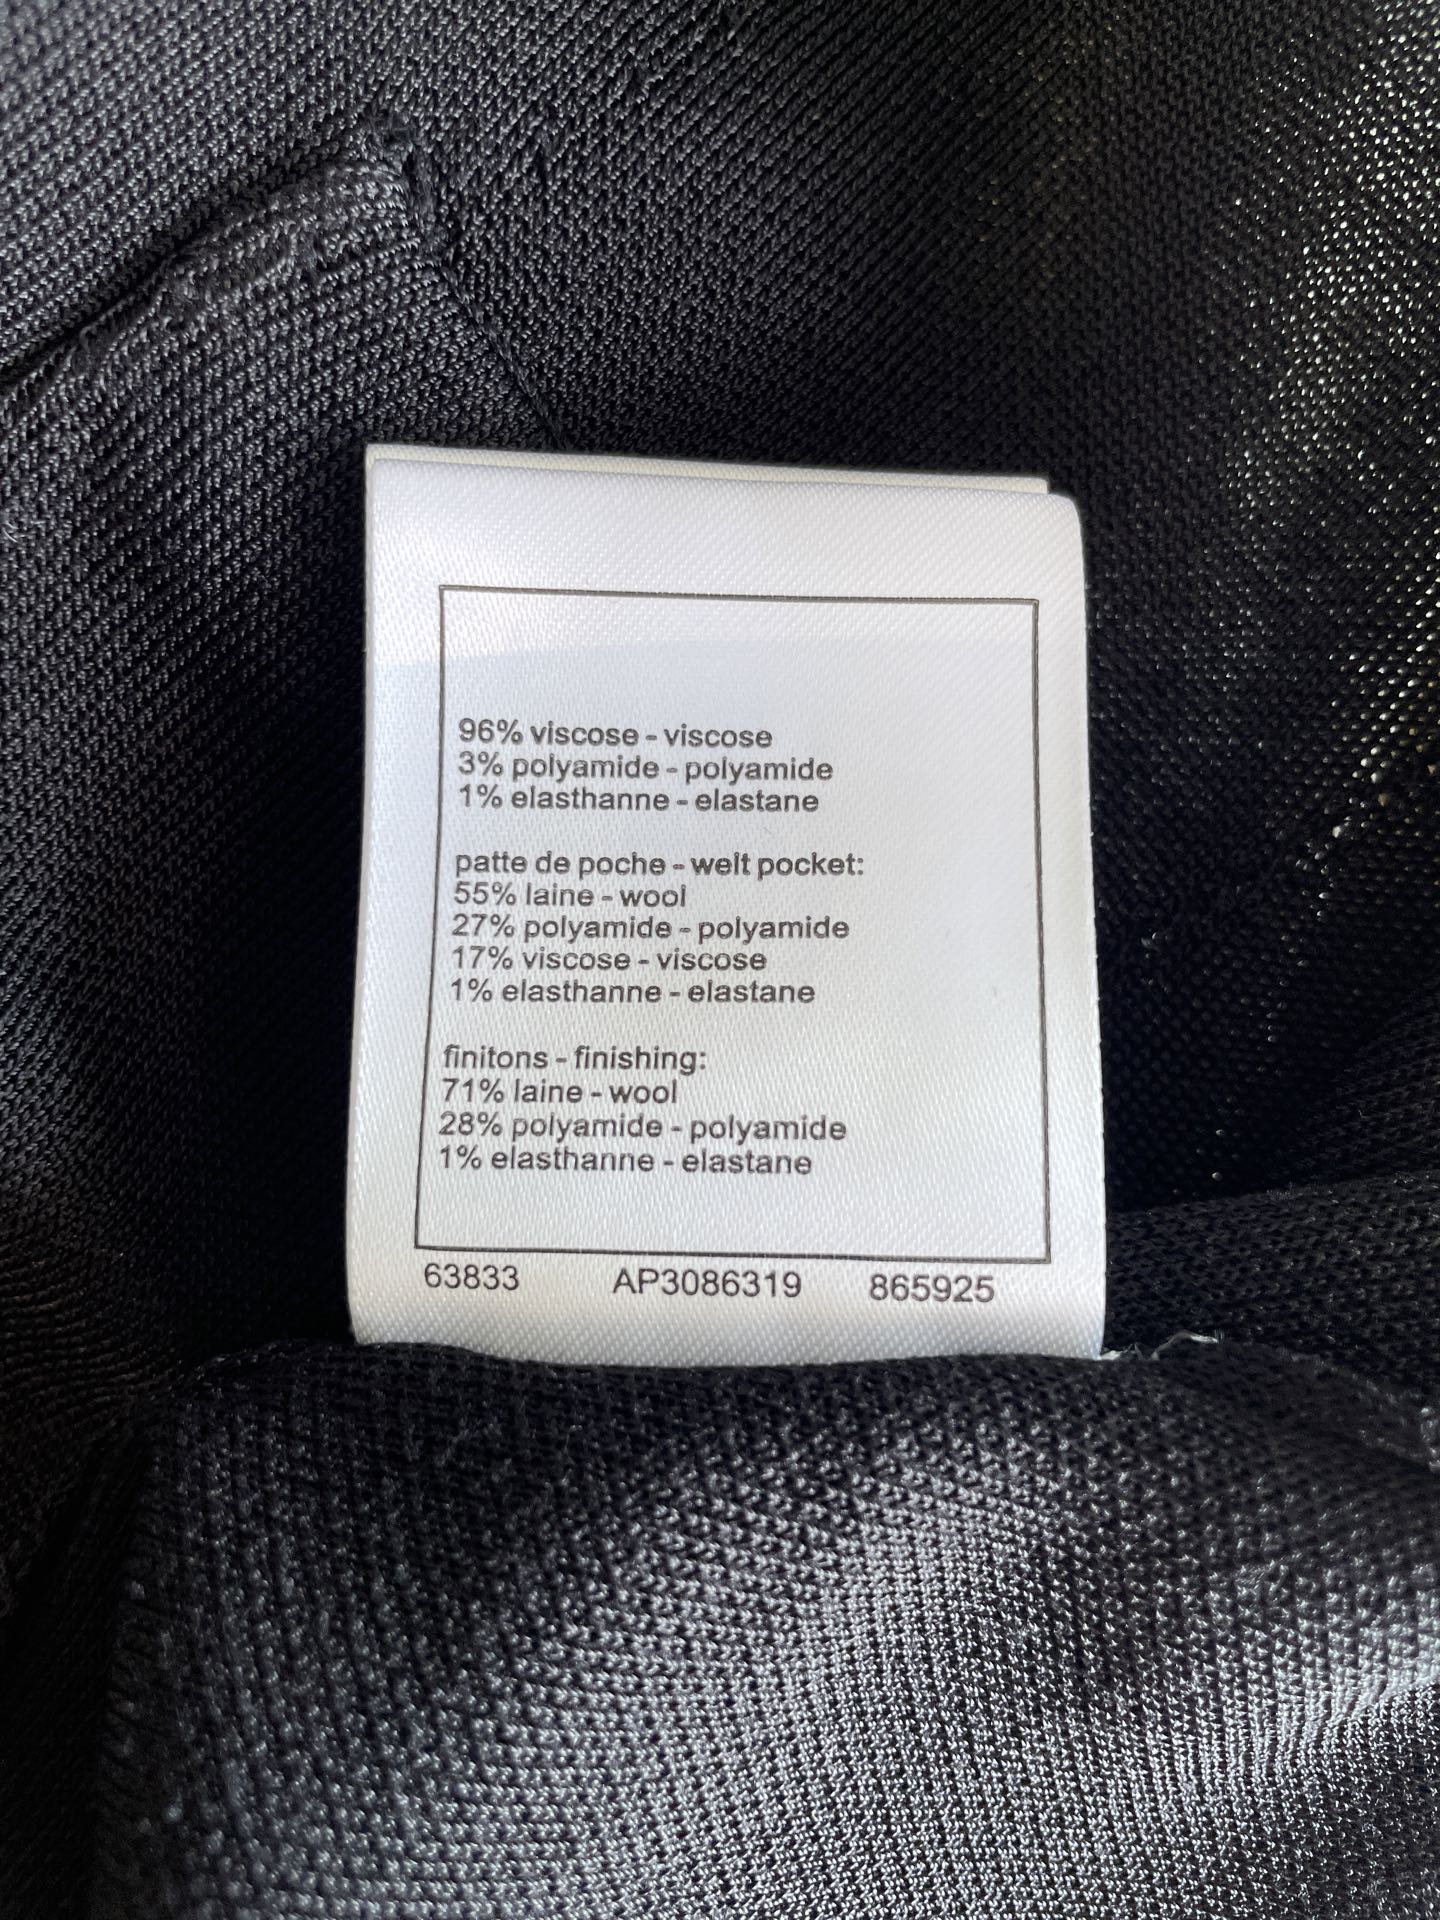 96% viscose - viscose
3% polyamide - polyamide
1% elasthanne - elastane
patte de poche - welt pocket:
55% laine - wool
27% polyamide - polyamide
17% viscose - viscose
1% elasthanne - elastane
finitons - finishing:
71% laine - wool
28% polyamide - polyamide
1% elasthanne - elastane
63833 AP3086319 865925